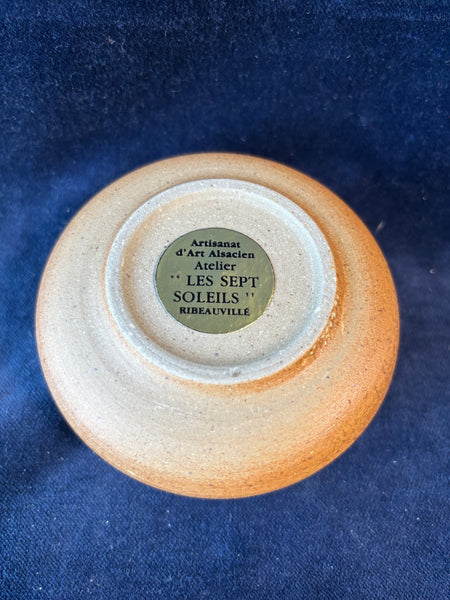 Artisanat
d'Art Alsacien
Atelier
" LES SEPT
SOLEILS "
RIBEAUVILLÉ